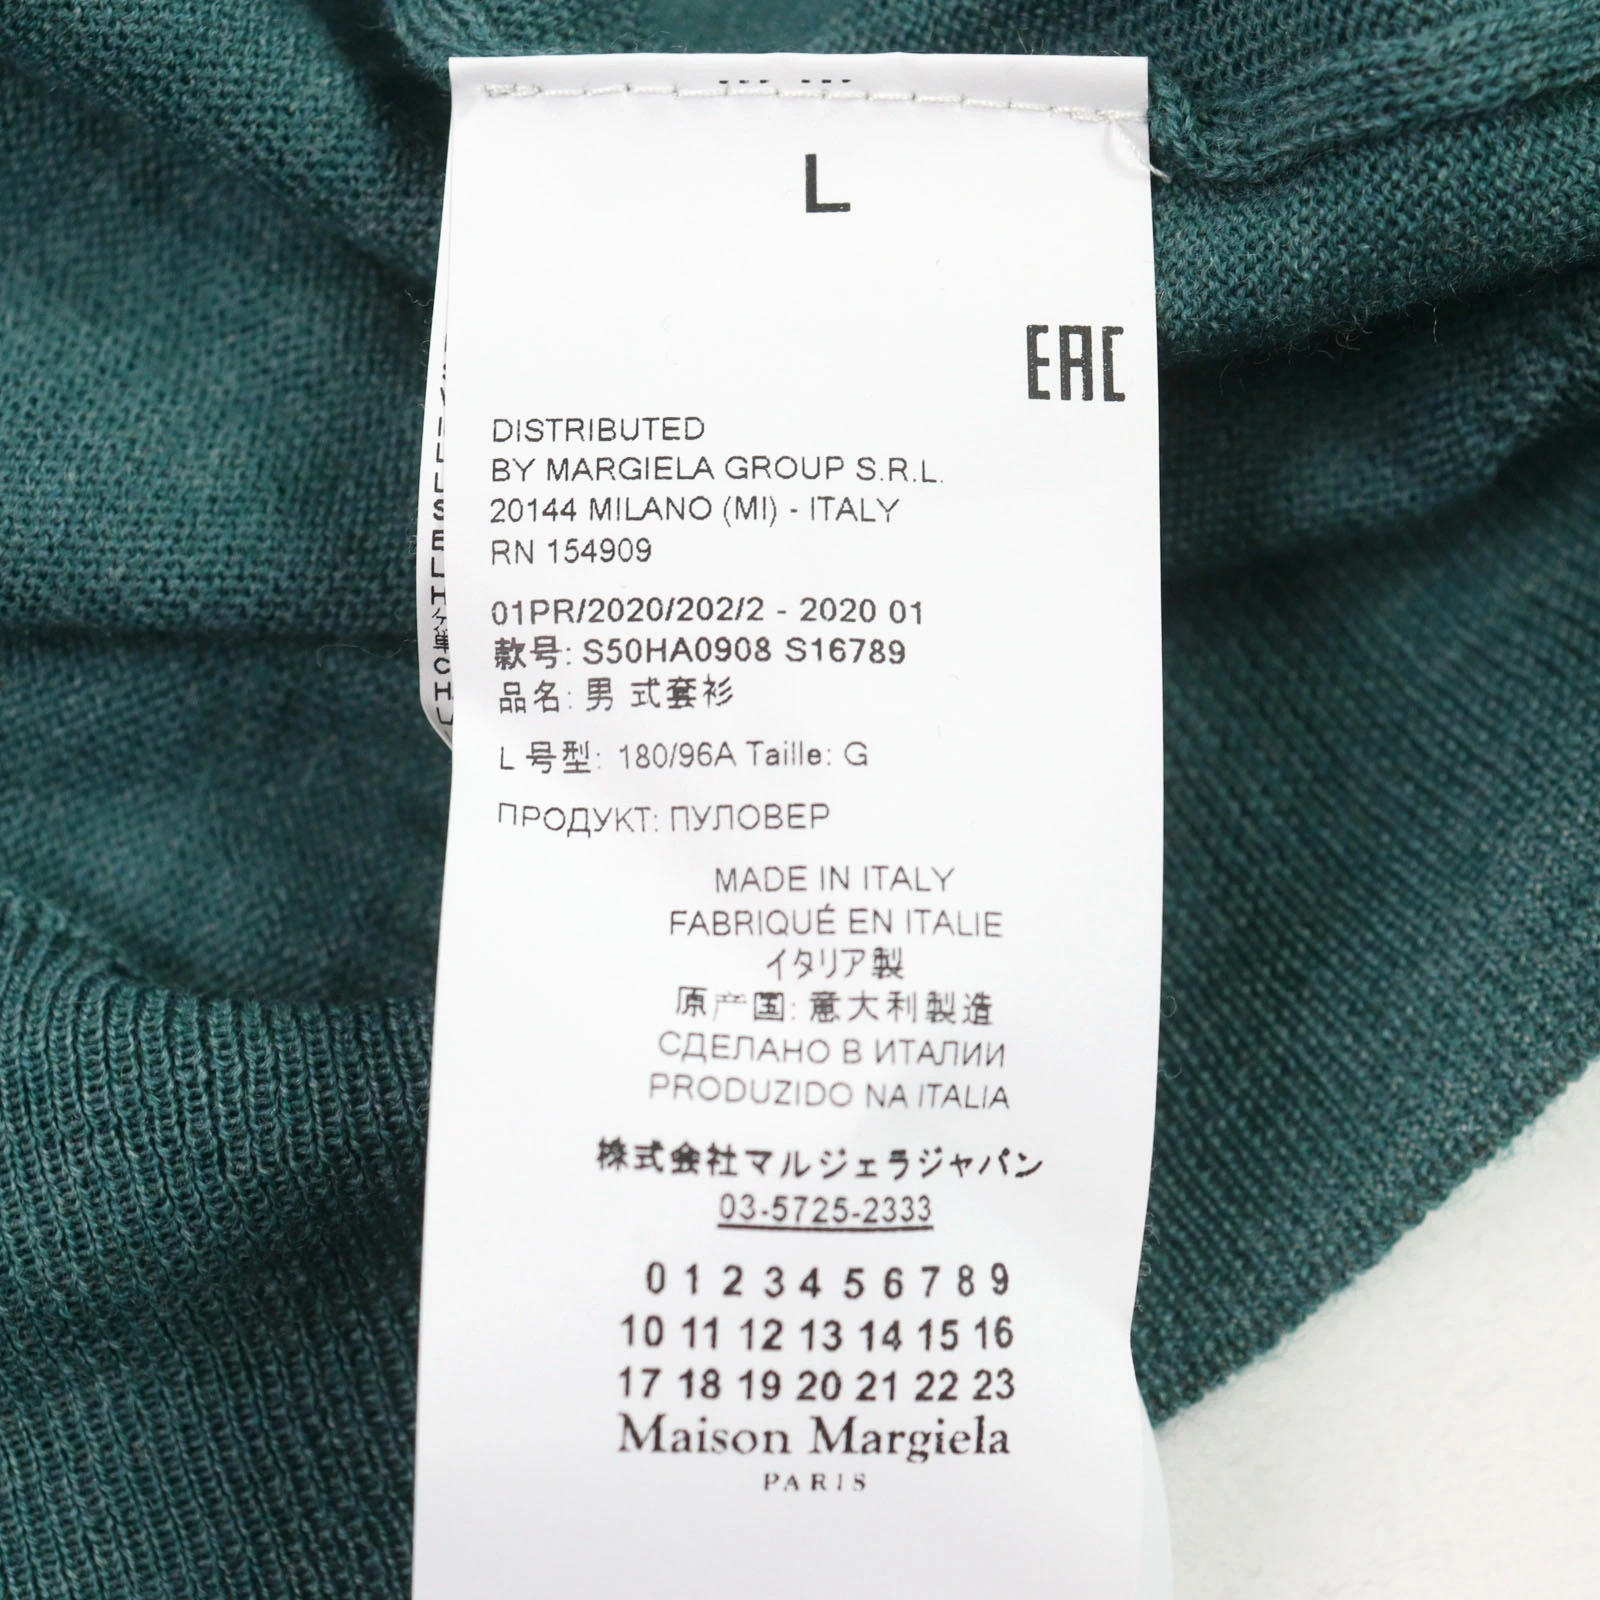 L
EAC
DISTRIBUTED
BY MARGIELA GROUP S.R.L.
20144 MILANO (MI) - ITALY
RN 154909
01PR/2020/202/2 - 2020 01
款号: S50HA0908 S16789
品名: 男 式套衫
L 号型: 180/96A Taille: G
ПРОДУКТ: ПУЛОВЕР
MADE IN ITALY
FABRIQUÉ EN ITALIE
イタリア製
原产国: 意大利製造
СДЕЛАНО В ИТАЛИИ
PRODUZIDO NA ITALIA
株式会社マルジェラジャパン
03-5725-2333
0 1 2 3 4 5 6 7 8 9
10 11 12 13 14 15 16
17 18 19 20 21 22 23
Maison Margiela
PARIS